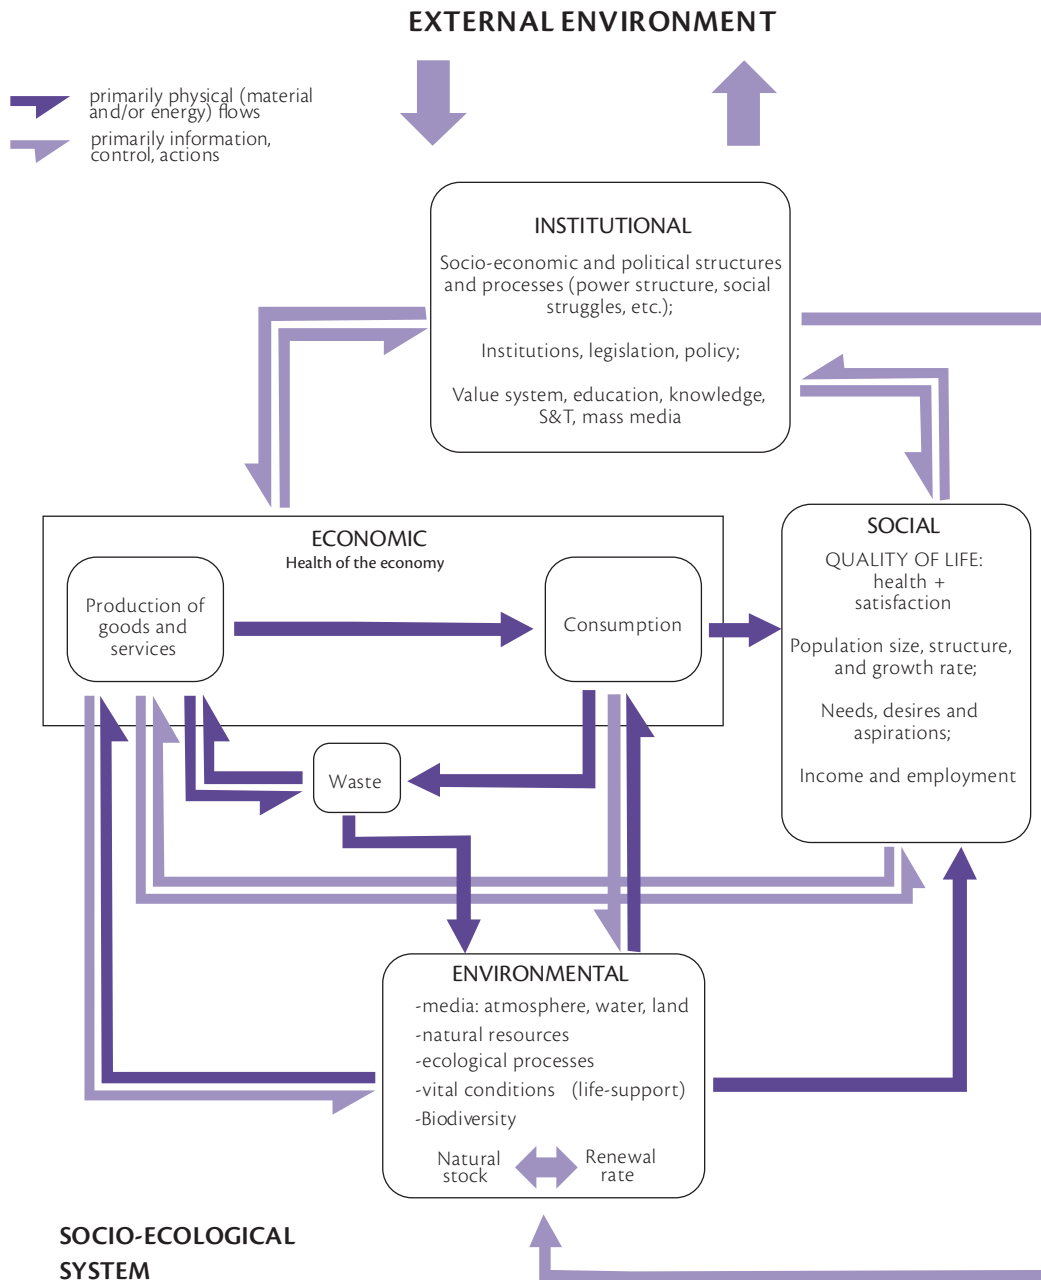 EXTERNAL ENVIRONMENT
primarily physical (material
and/or energy) flows
primarily information,
control, actions
INSTITUTIONAL
Socio-economic and political structures
and processes (power structure, social
struggles, etc.);
Institutions, legislation, policy;
Value system, education, knowledge,
S&T, mass media
ECONOMIC
Health of the economy
Production of
goods and
services
Consumption
SOCIAL
QUALITY OF LIFE:
health +
satisfaction
Population size, structure,
and growth rate;
Needs, desires and
aspirations;
Income and employment
Waste
ENVIRONMENTAL
-media: atmosphere, water, land
-natural resources
-ecological processes
-vital conditions (life-support)
-Biodiversity
Natural
stock
Renewal
rate
SOCIO-ECOLOGICAL
SYSTEM